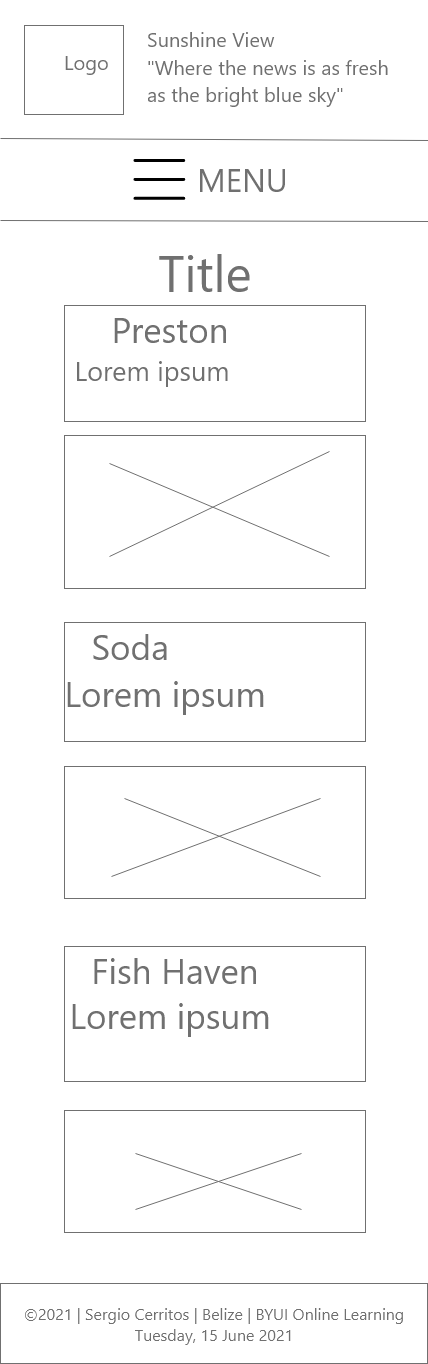 Logo
Sunshine View
"Where the news is as fresh
as the bright blue sky"
MENU
Title
Preston
Lorem ipsum
Soda
Lorem ipsum
Fish Haven
Lorem ipsum
©2021 | Sergio Cerritos | Belize | BYUI Online Learning
Tuesday, 15 June 2021